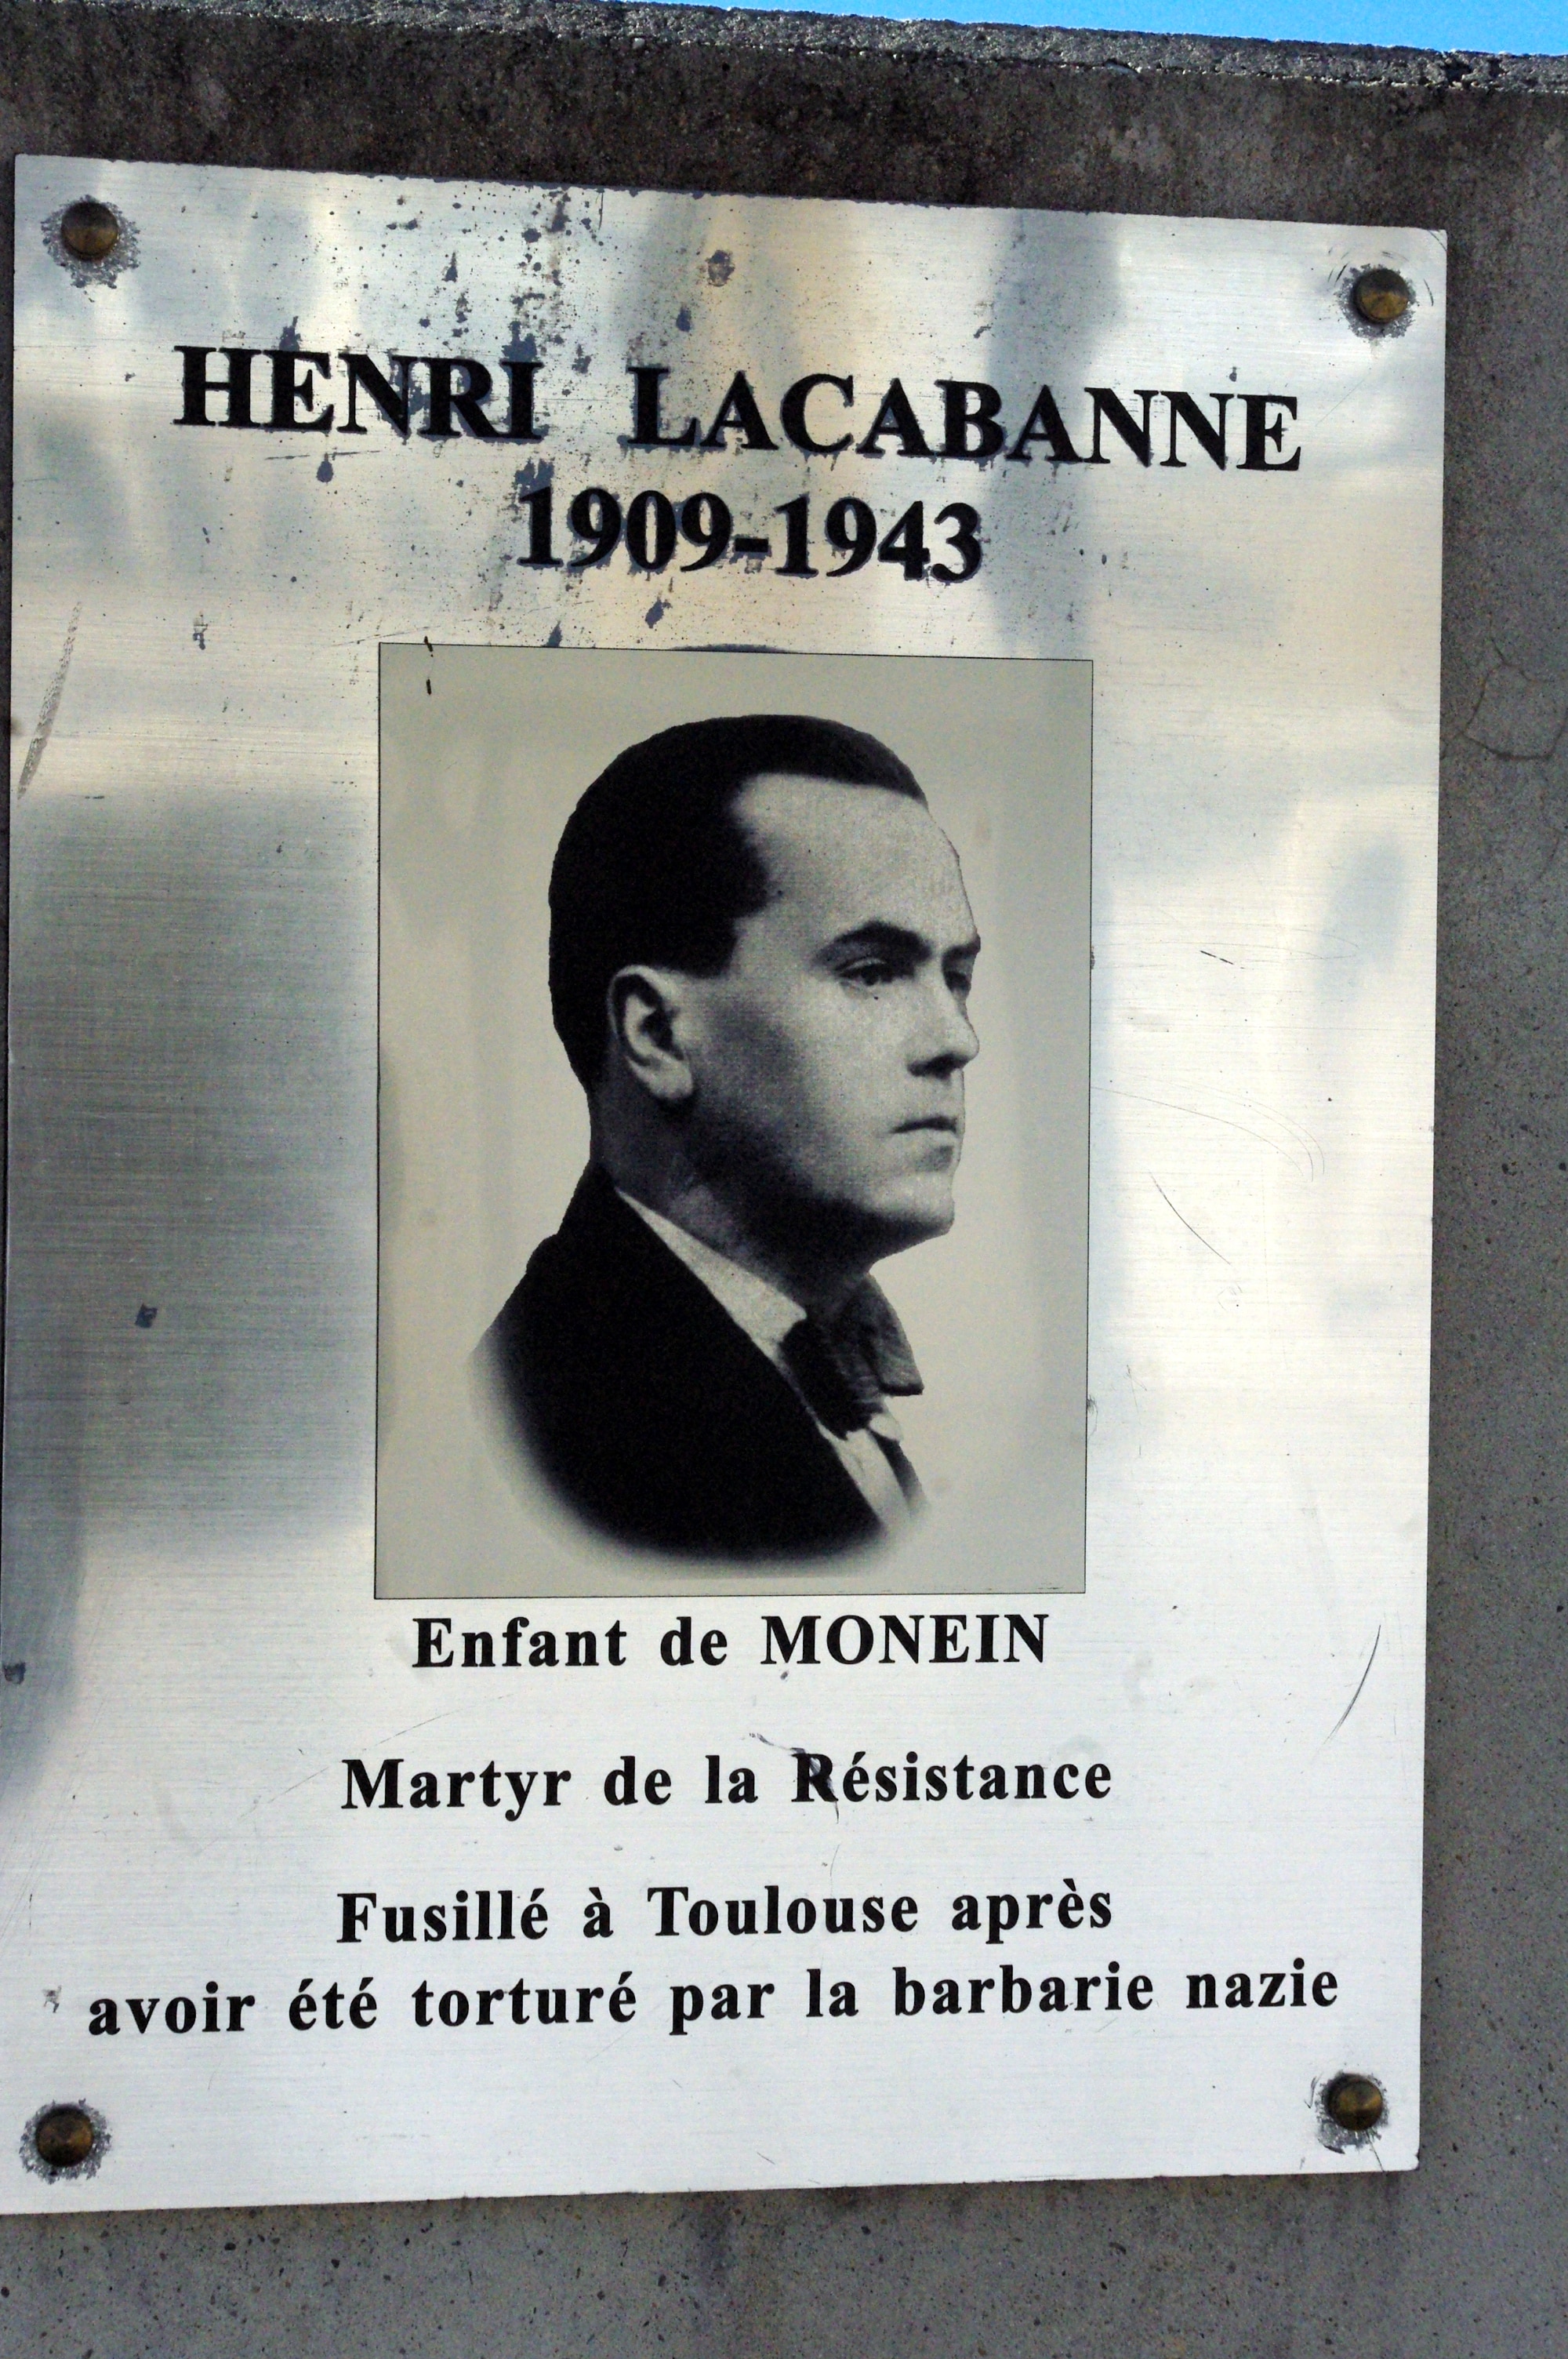 HENRI LACABANNE
1909-1943
Enfant de MONEIN
Martyr de la Résistance
Fusillé à Toulouse après
avoir été torturé par la barbarie nazie